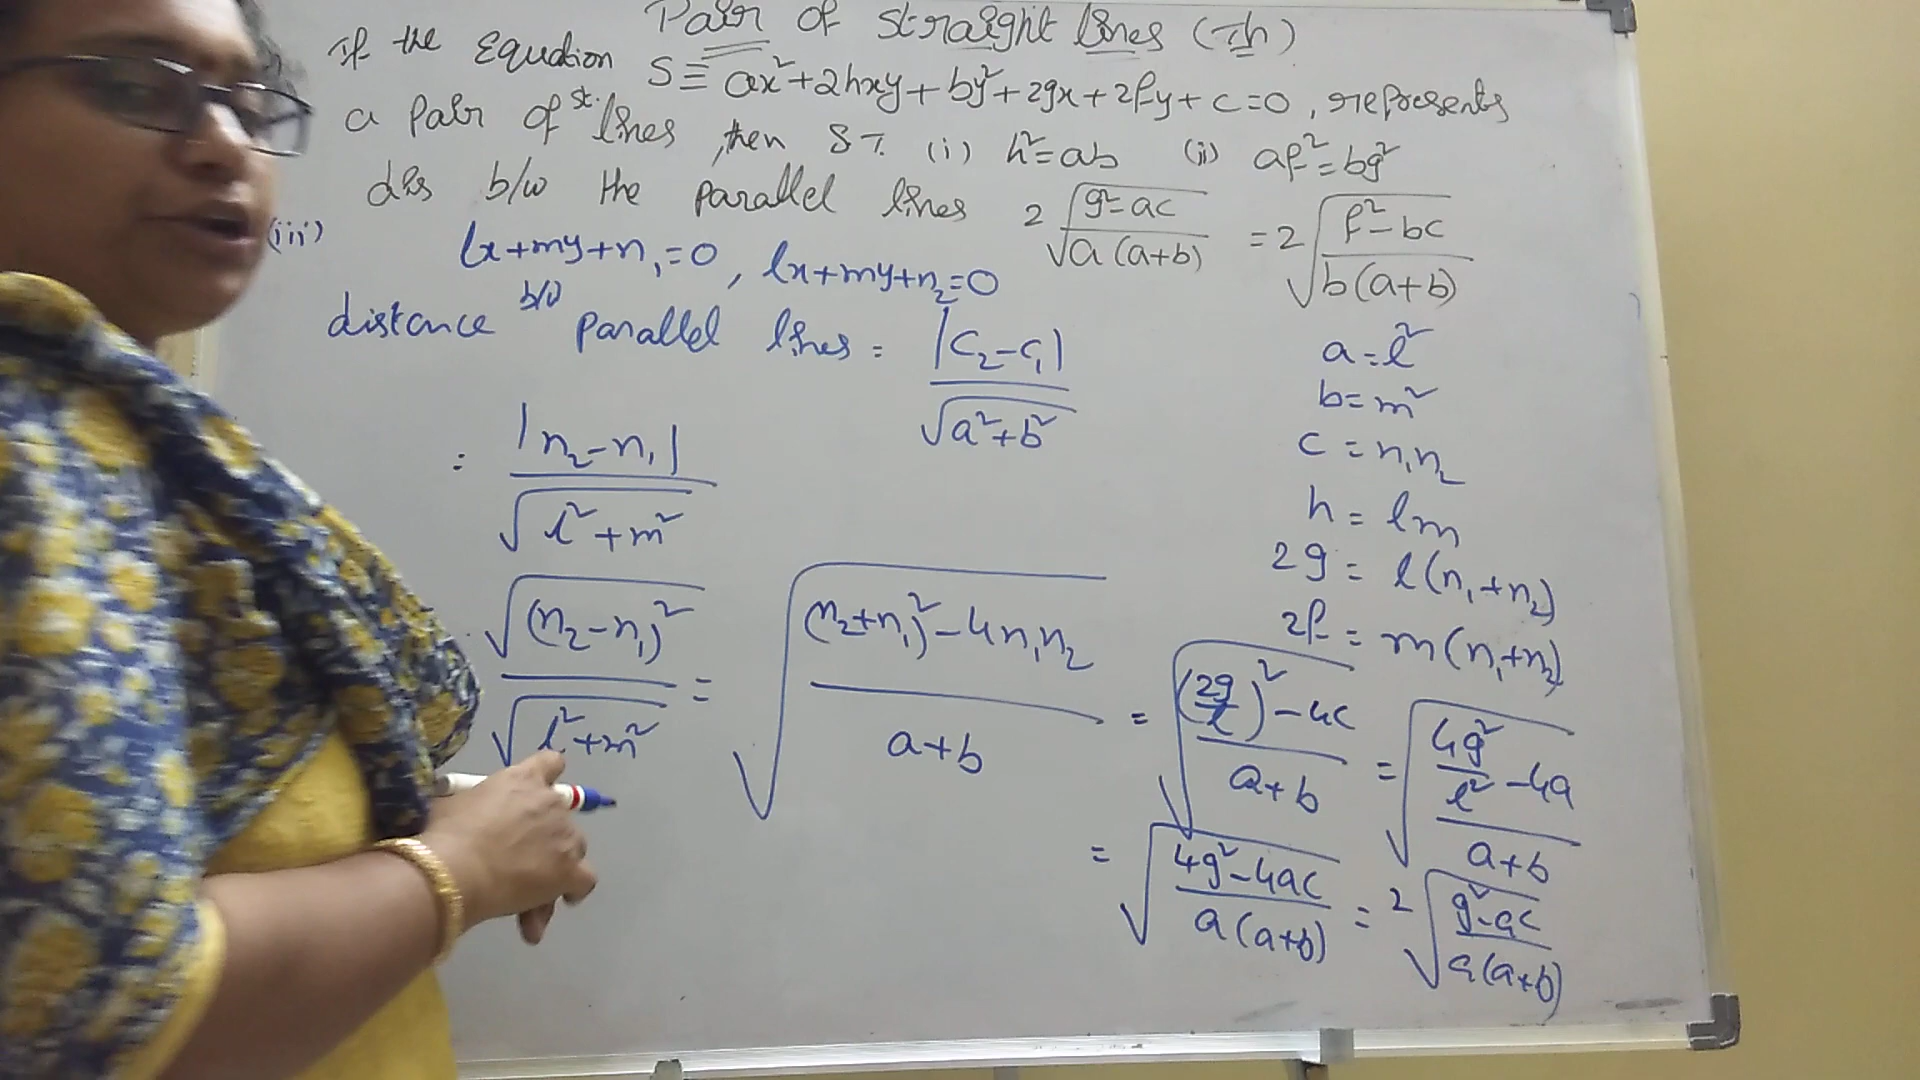 Pair of straight lines (Th)
If the Equation S≡ ax²+2hxy+by²+2gx+2fy+c=0, represents
a Pair of st. lines, then S.T. (i) h²=ab (ii) af²=bg²
(iii) dis b/w the parallel lines 2√(g²-ac)/(a(a+b)) = 2√(f²-bc)/(b(a+b))
lx+my+n₁=0, lx+my+n₂=0
distance b/w parallel lines = |c₂-c₁|/√(a²+b²)
a=l²
b=m²
c=n₁n₂
h=lm
2g=l(n₁+n₂)
2f=m(n₁+n₂)
= |n₂-n₁|/√(l²+m²)
√(n₂-n₁)²/√(l²+m²) = √((n₂+n₁)²-4n₁n₂)/(a+b) = √((2g/l)²-4c)/(a+b) = √(4g²/l²-4a)/(a+b)
= √(4g²-4ac)/(a(a+b)) = 2√(g²-ac)/(a(a+b))